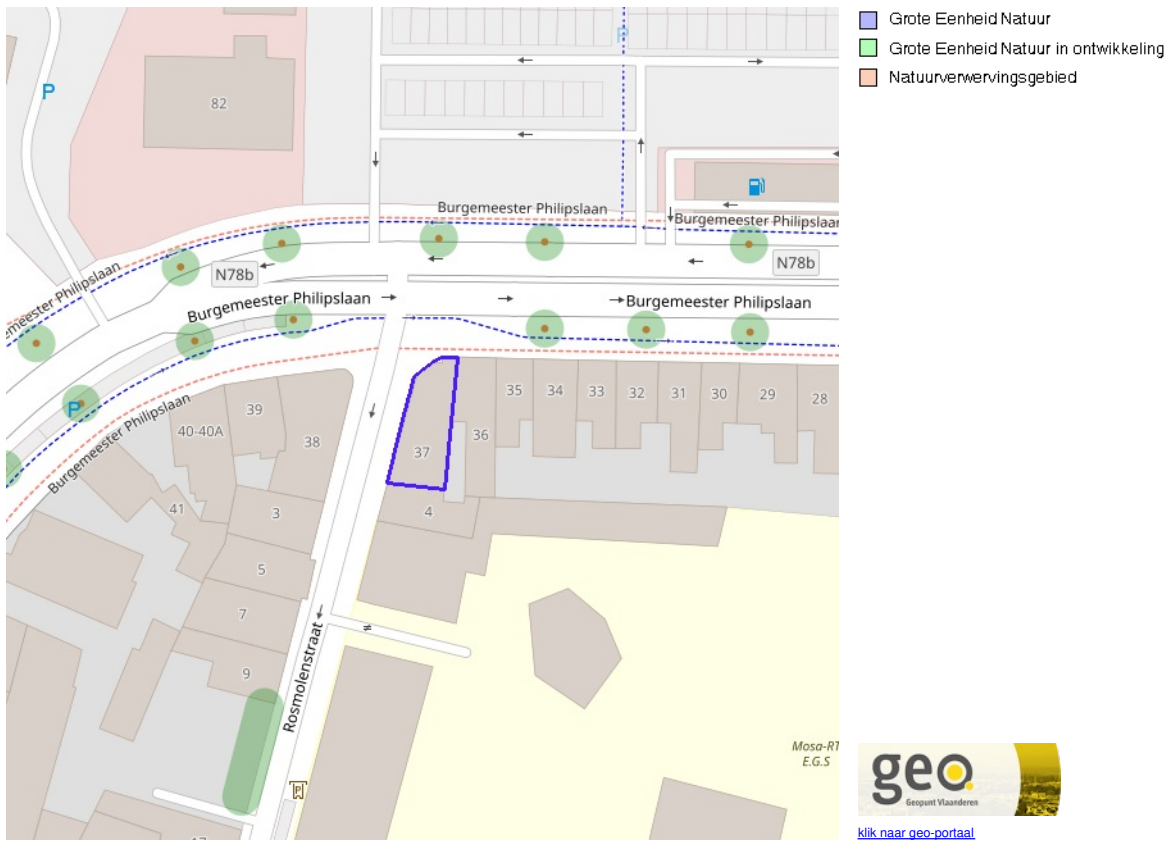 Grote Eenheid Natuur
Grote Eenheid Natuur in ontwikkeling
Natuurverwervingsgebied
P
P
82
Burgemeester Philipslaan
Burgemeester Philipslaan
N78b
N78b
emeester Philipslaan
Burgemeester Philipslaan
Burgemeester Philipslaan
P
Burgemeester Philipslaan
39
40-40A
38
37
36
35
34
33
32
31
30
29
28
41
3
4
5
7
9
Rosmolenstraat
P
Mosa-RT
E.G.S
17
geo.
Geopunt Vlaanderen
klik naar geo-portaal